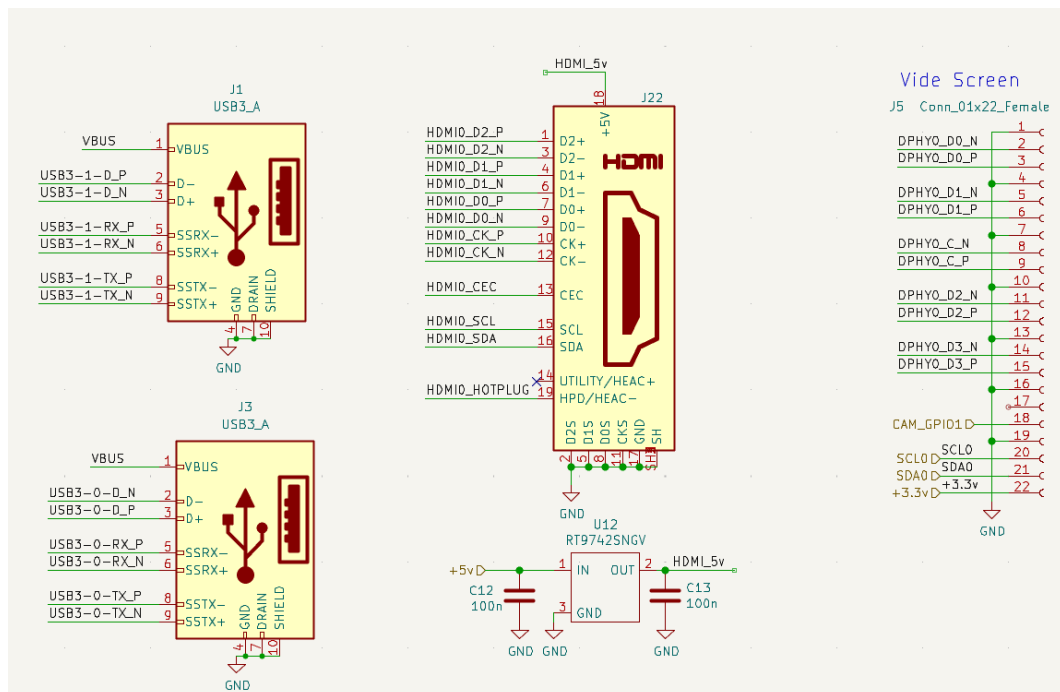 J1
USB3_A
VBUS
1
VBUS
USB3-1-D_P
2
D-
USB3-1-D_N
3
D+
USB3-1-RX_P
5
SSRX-
USB3-1-RX_N
6
SSRX+
USB3-1-TX_P
8
SSTX-
USB3-1-TX_N
9
SSTX+
GND
DRAIN
SHIELD
4
7
10
GND
J3
USB3_A
VBUS
1
VBUS
USB3-0-D_N
2
D-
USB3-0-D_P
3
D+
USB3-0-RX_P
5
SSRX-
USB3-0-RX_N
6
SSRX+
USB3-0-TX_P
8
SSTX-
USB3-0-TX_N
9
SSTX+
GND
DRAIN
SHIELD
4
7
10
GND
HDMI_5v
18
+5V
J22
HDMI
HDMI0_D2_P
1
D2+
HDMI0_D2_N
3
D2-
HDMI0_D1_P
4
D1+
HDMI0_D1_N
6
D1-
HDMI0_D0_P
7
D0+
HDMI0_D0_N
9
D0-
HDMI0_CK_P
10
CK+
HDMI0_CK_N
12
CK-
HDMI0_CEC
13
CEC
HDMI0_SCL
15
SCL
HDMI0_SDA
16
SDA
14
UTILITY/HEAC+
HDMI0_HOTPLUG
19
HPD/HEAC-
D2S
D1S
D0S
CKS
GND
SH
2
5
8
11
17
SH
GND
U12
RT9742SNGV
+5v
1
IN
OUT
2
HDMI_5v
C12
100n
3
GND
C13
100n
GND
GND
GND
Vide Screen
J5 Conn_01x22_Female
1
DPHY0_D0_N
2
DPHY0_D0_P
3
4
DPHY0_D1_N
5
DPHY0_D1_P
6
7
DPHY0_C_N
8
DPHY0_C_P
9
10
DPHY0_D2_N
11
DPHY0_D2_P
12
13
DPHY0_D3_N
14
DPHY0_D3_P
15
16
17
CAM_GPIO1
18
19
SCL0
SCL0
20
SDA0
SDA0
21
+3.3v
+3.3v
22
GND